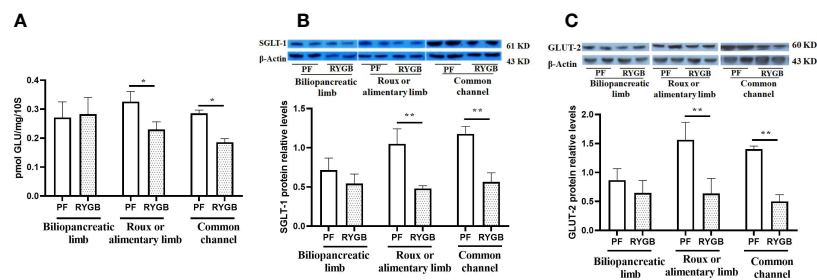 A
pmol GLU/mg/10S
0.4
0.3
0.2
0.1
0.0
*
*
PF RYGB PF RYGB PF RYGB
Biliopancreatic limb
Roux or alimentary limb
Common channel
B
SGLT-1 61 KD
β-Actin 43 KD
PF RYGB PF RYGB PF RYGB
Biliopancreatic limb
Roux or alimentary limb
Common channel
SGLT-1 protein relative levels
1.5
1.0
0.5
0.0
**
**
PF RYGB PF RYGB PF RYGB
Biliopancreatic limb
Roux or alimentary limb
Common channel
C
GLUT-2 60 KD
β-Actin 43 KD
PF RYGB PF RYGB PF RYGB
Biliopancreatic limb
Roux or alimentary limb
Common channel
GLUT-2 protein relative levels
2.0
1.5
1.0
0.5
0.0
**
**
PF RYGB PF RYGB PF RYGB
Biliopancreatic limb
Roux or alimentary limb
Common channel